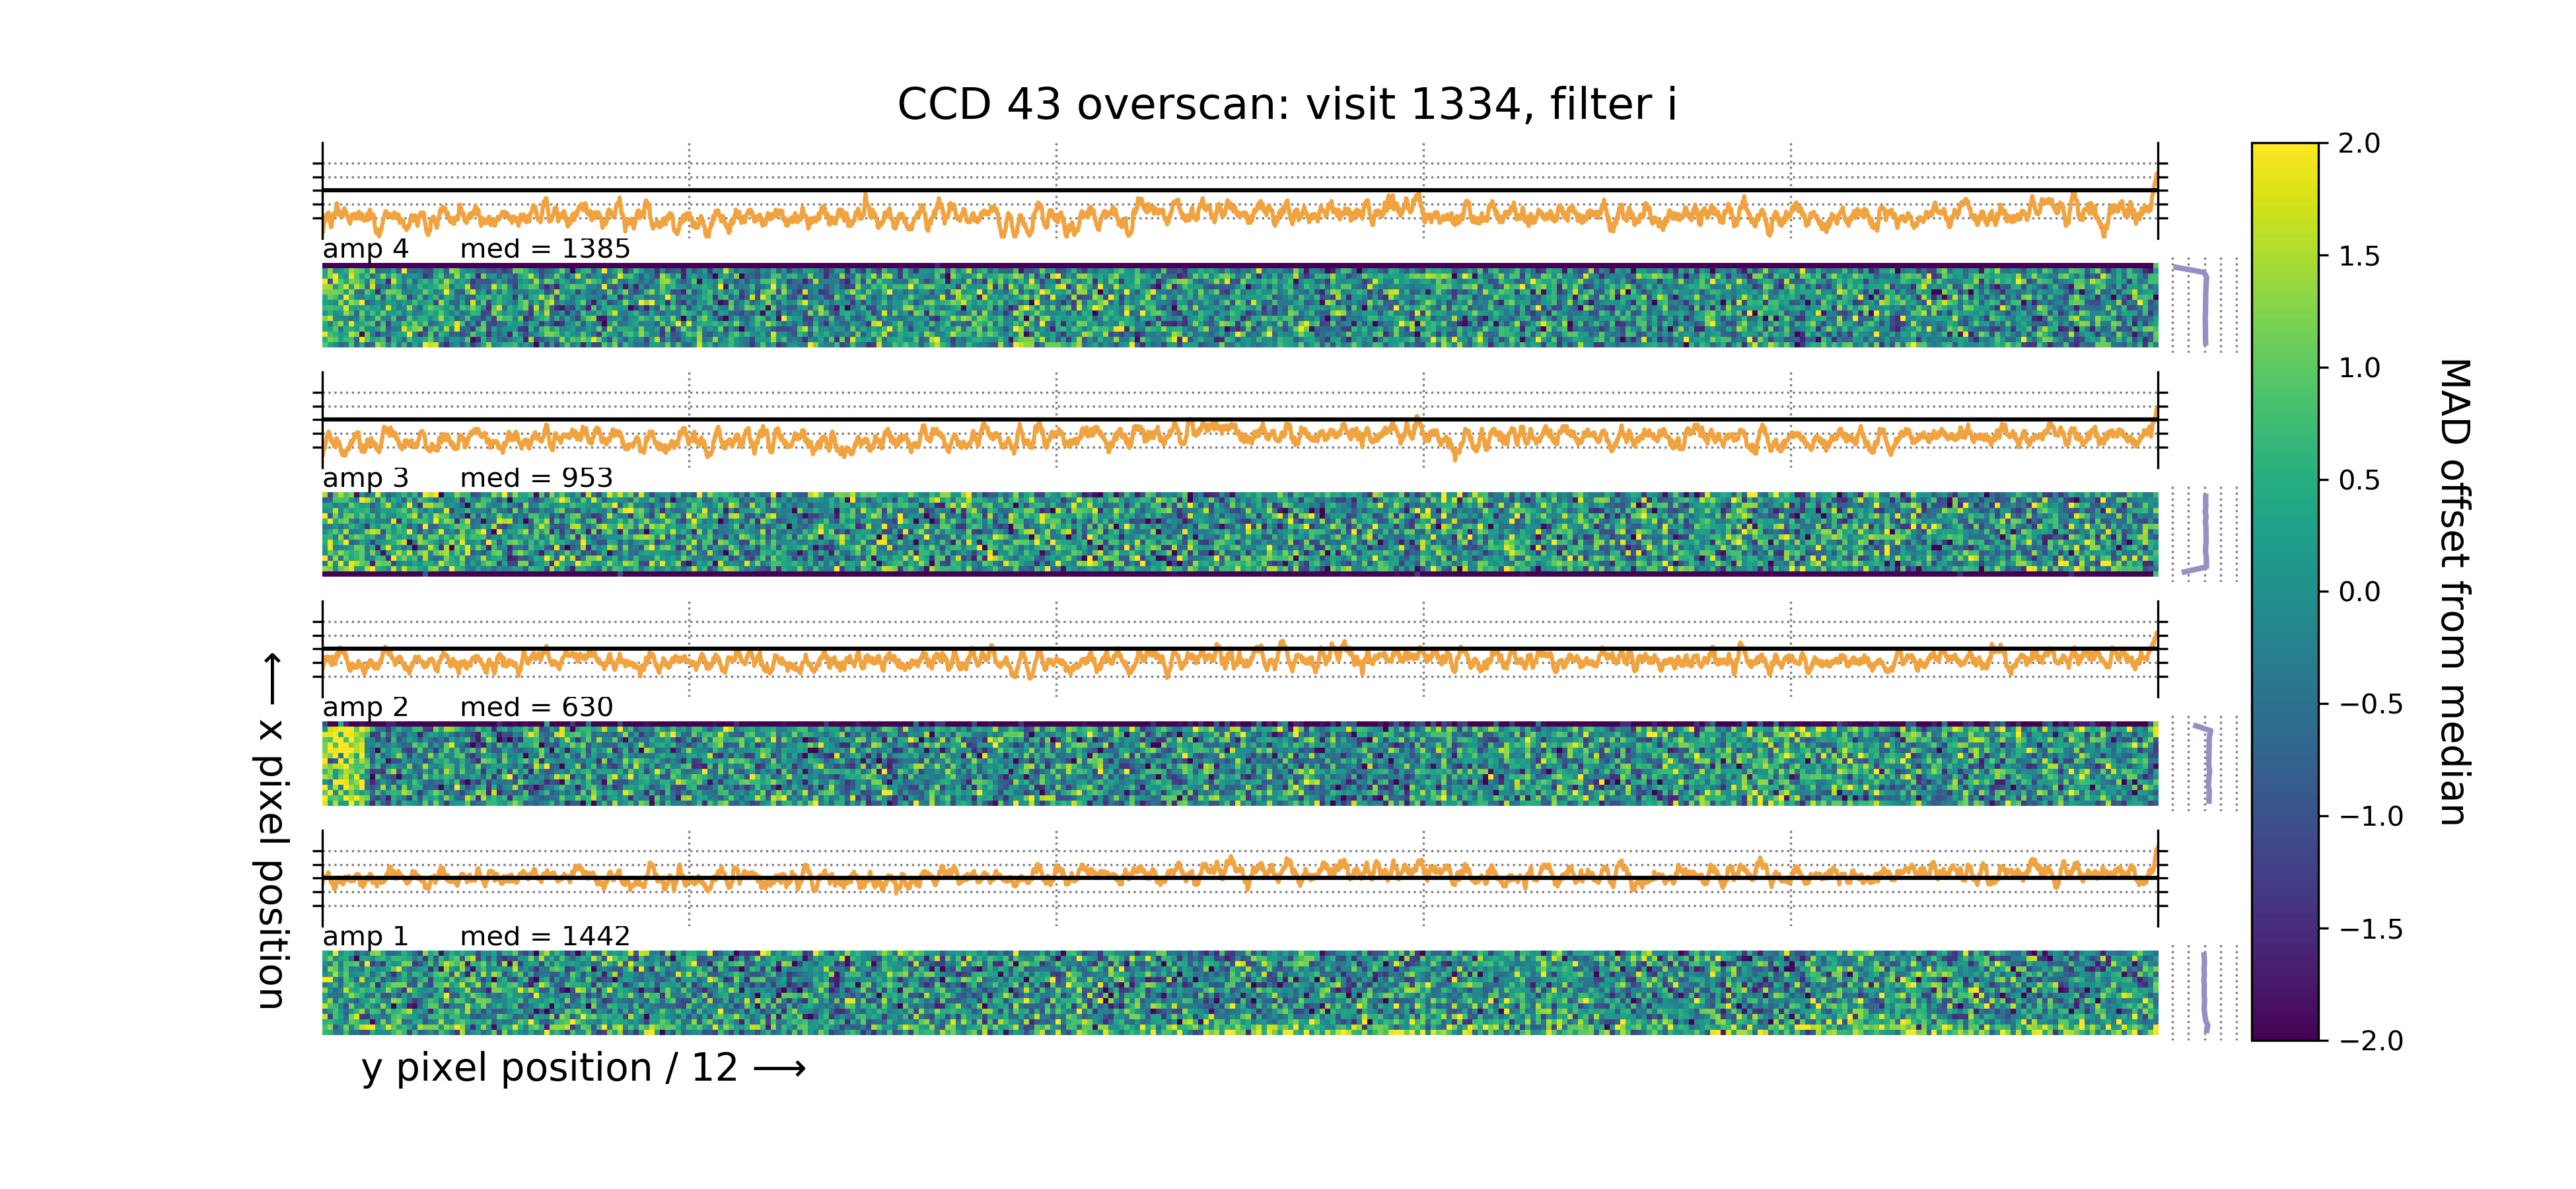 CCD 43 overscan: visit 1334, filter i
amp 4 med = 1385
amp 3 med = 953
amp 2 med = 630
amp 1 med = 1442
⟵ x pixel position
y pixel position / 12 ⟶
2.0
1.5
1.0
0.5
0.0
−0.5
−1.0
−1.5
−2.0
MAD offset from median